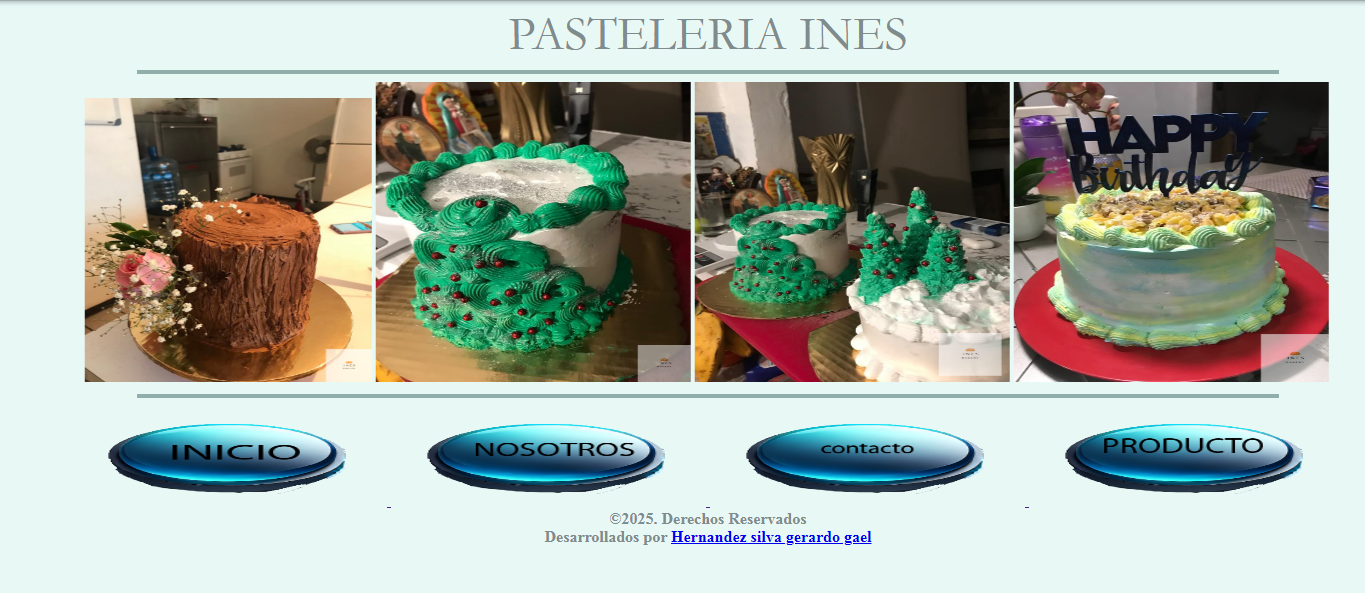 PASTELERIA INES
HAPPY
Birthday
INICIO
NOSOTROS
contacto
PRODUCTO
©2025. Derechos Reservados
Desarrollados por Hernandez silva gerardo gael